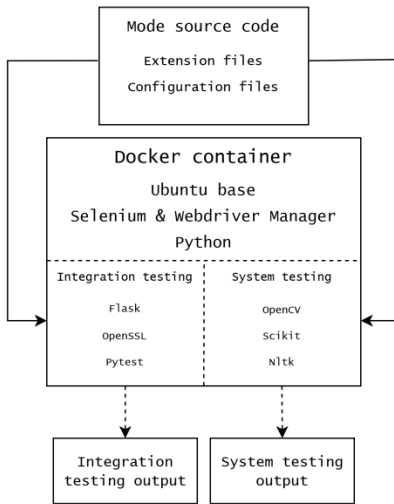 Mode source code
Extension files
Configuration files
Docker container
Ubuntu base
Selenium & Webdriver Manager
Python
Integration testing
Flask
OpenSSL
Pytest
System testing
OpenCV
Scikit
Nltk
Integration
testing output
System testing
output